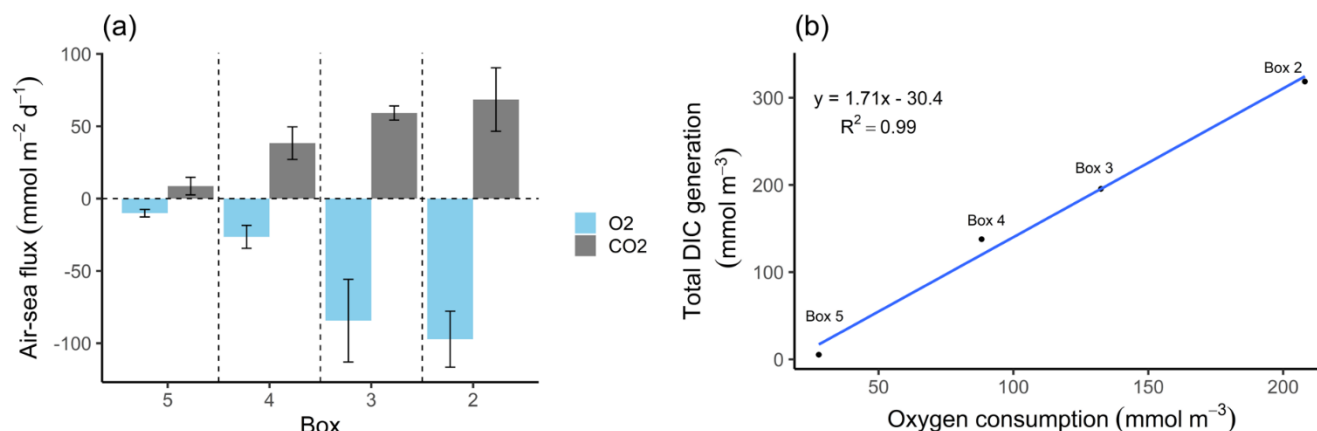 (a)
Air-sea flux (mmol m⁻² d⁻¹)
100
50
0
-50
-100
5
4
3
2
Box
O2
CO2
(b)
Total DIC generation
(mmol m⁻³)
300
200
100
0
y = 1.71x - 30.4
R² = 0.99
Box 2
Box 3
Box 4
Box 5
50
100
150
200
Oxygen consumption (mmol m⁻³)